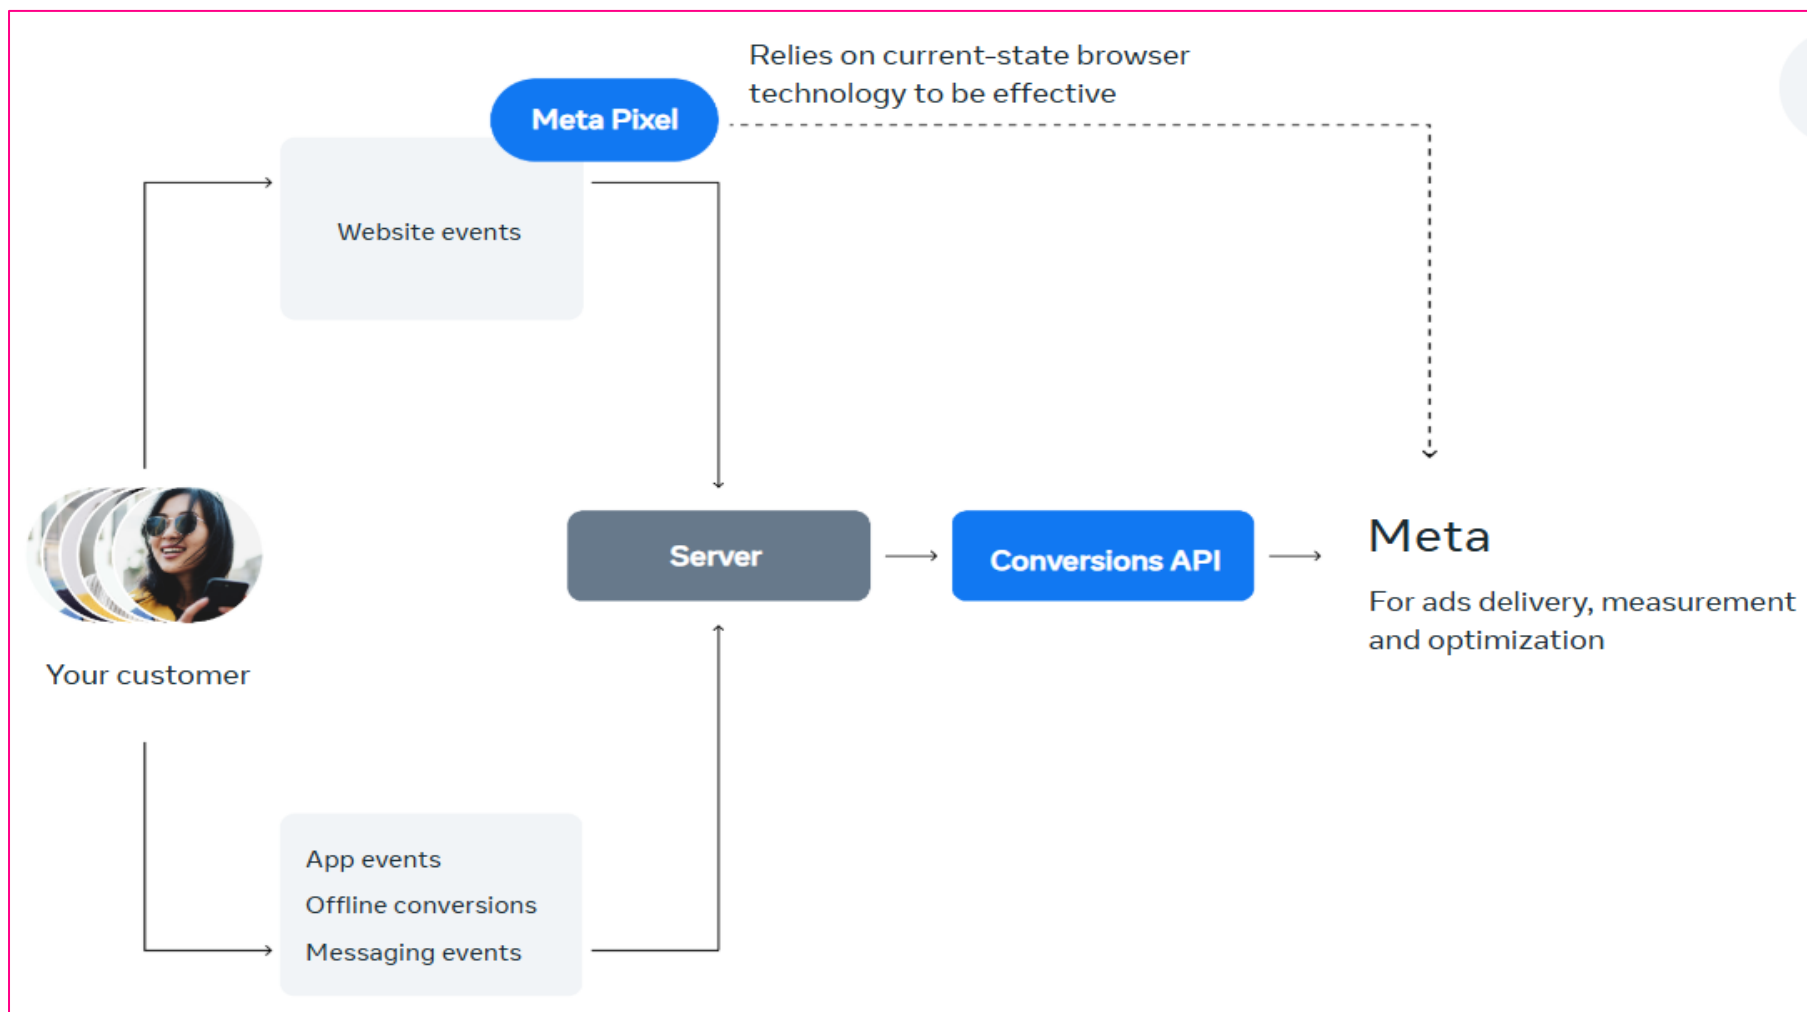 Relies on current-state browser
technology to be effective
Meta Pixel
Website events
Server
Conversions API
Meta
For ads delivery, measurement
and optimization
Your customer
App events
Offline conversions
Messaging events